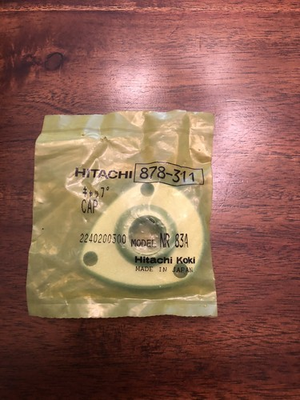 HITACHI 878-311
キャップ
CAP
2240200300 MODEL NR 83A
Hitachi Koki
MADE IN JAPAN